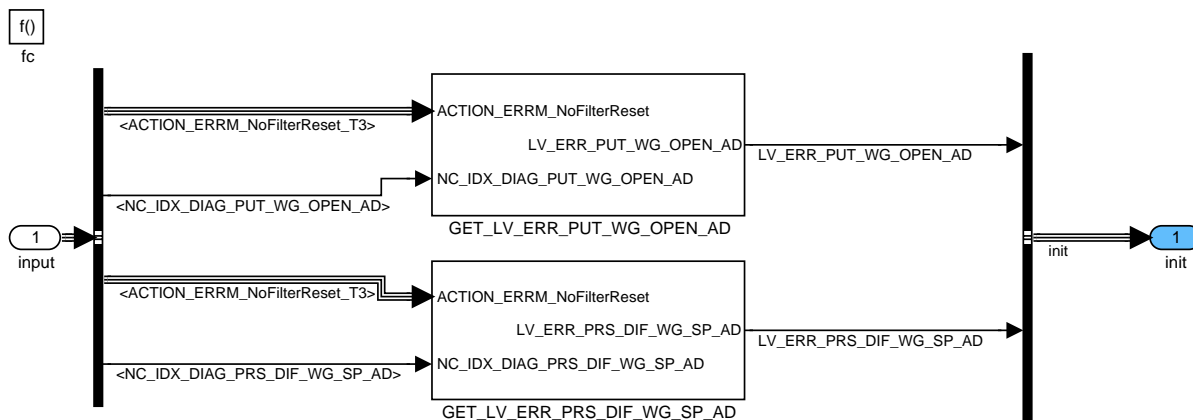 f()
fc
ACTION_ERRM_NoFilterReset
<ACTION_ERRM_NoFilterReset_T3>
LV_ERR_PUT_WG_OPEN_AD
LV_ERR_PUT_WG_OPEN_AD
NC_IDX_DIAG_PUT_WG_OPEN_AD
<NC_IDX_DIAG_PUT_WG_OPEN_AD>
GET_LV_ERR_PUT_WG_OPEN_AD
1
input
1
init
init
ACTION_ERRM_NoFilterReset
<ACTION_ERRM_NoFilterReset_T3>
LV_ERR_PRS_DIF_WG_SP_AD
LV_ERR_PRS_DIF_WG_SP_AD
NC_IDX_DIAG_PRS_DIF_WG_SP_AD
<NC_IDX_DIAG_PRS_DIF_WG_SP_AD>
GET_LV_ERR_PRS_DIF_WG_SP_AD